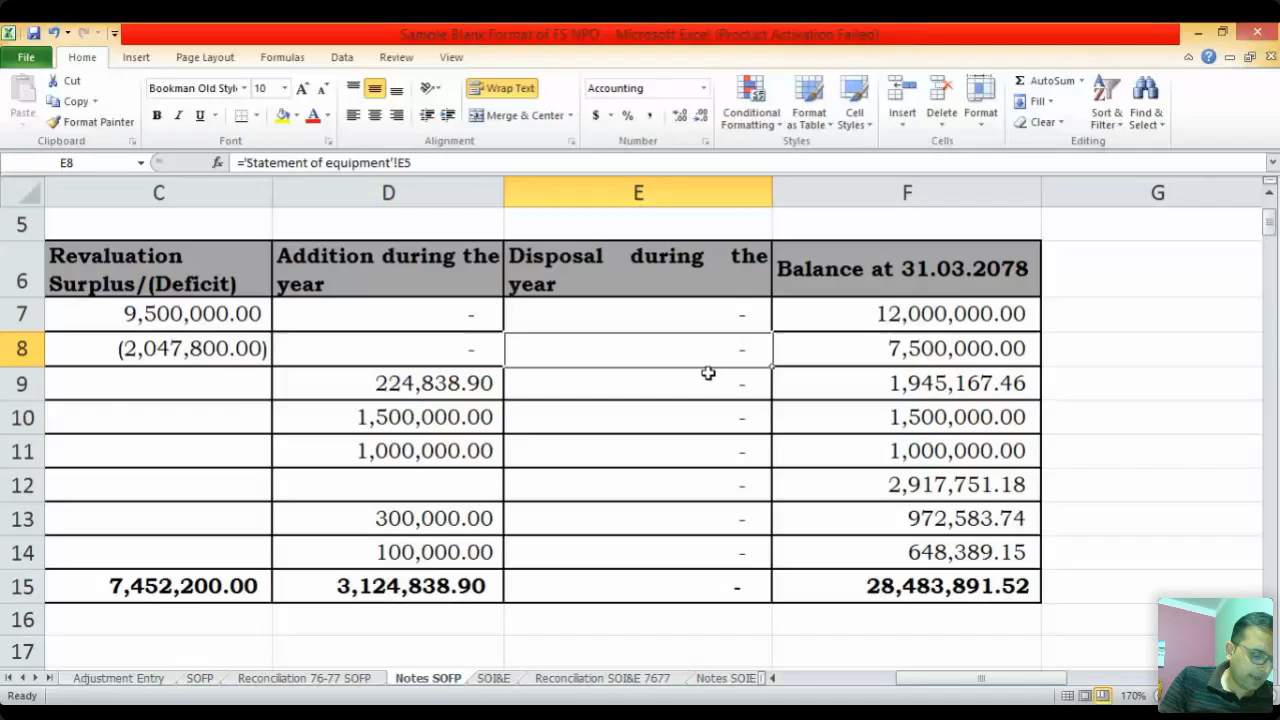 Sample Blank Format of FS NPO - Microsoft Excel (Product Activation Failed)
File Home Insert Page Layout Formulas Data Review View
Paste
Cut
Copy
Format Painter
Clipboard
Bookman Old Styl 10
B I U
Font
Wrap Text
Merge & Center
Alignment
Accounting
$ % ,
Number
Conditional Formatting
Format as Table
Cell Styles
Styles
Insert Delete Format
Cells
Σ AutoSum
Fill
Clear
Sort & Filter
Find & Select
Editing
E8 fx ='Statement of equipment'!E5
C D E F G
5
6 Revaluation Surplus/(Deficit) Addition during the year Disposal during the year Balance at 31.03.2078
7 9,500,000.00 - - 12,000,000.00
8 (2,047,800.00) - - 7,500,000.00
9 224,838.90 - 1,945,167.46
10 1,500,000.00 - 1,500,000.00
11 1,000,000.00 - 1,000,000.00
12 - 2,917,751.18
13 300,000.00 - 972,583.74
14 100,000.00 - 648,389.15
15 7,452,200.00 3,124,838.90 - 28,483,891.52
16
17
Adjustment Entry SOFP Reconciliation 76-77 SOFP Notes SOFP SOI&E Reconciliation SOI&E 7677 Notes SOIE
Ready 170%